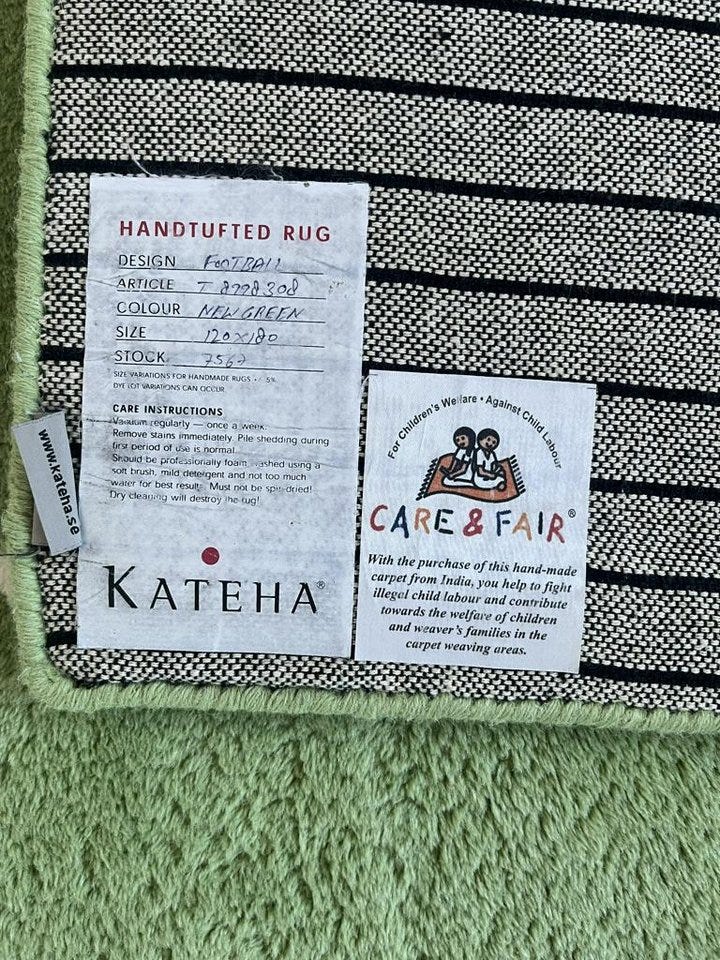 HANDTUFTED RUG
DESIGN FOOTBALL
ARTICLE T 8798308
COLOUR NEW GREEN
SIZE 120X180
STOCK 7567
SIZE VARIATIONS FOR HANDMADE RUGS +/- 5%
DYE LOT VARIATIONS CAN OCCUR
CARE INSTRUCTIONS
Vacuum regularly — once a week.
Remove stains immediately. Pile shedding during
first period of use is normal.
Should be professionally foam washed using a
soft brush, mild detergent and not too much
water for best results. Must not be spin dried!
Dry cleaning will destroy the rug!
KATEHA®
www.kateha.se
For Children's Welfare • Against Child Labour
CARE & FAIR®
With the purchase of this hand-made
carpet from India, you help to fight
illegal child labour and contribute
towards the welfare of children
and weaver's families in the
carpet weaving areas.